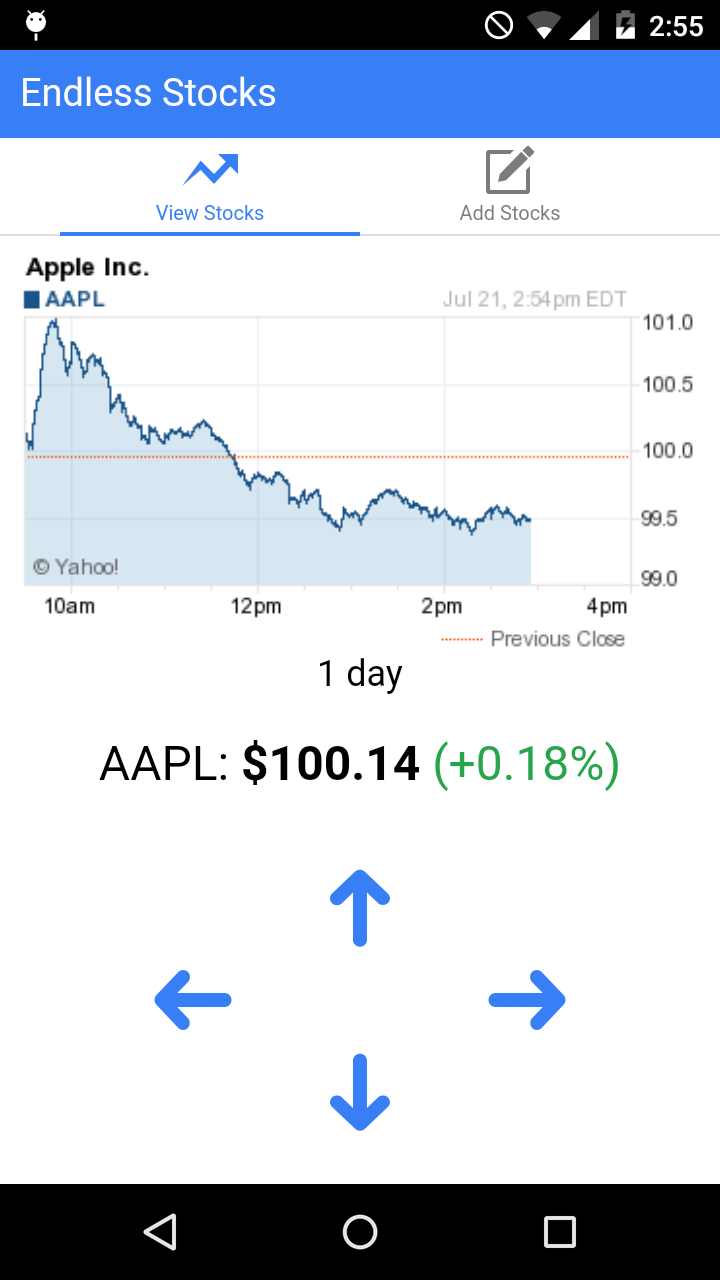 2:55
Endless Stocks
View Stocks
Add Stocks
Apple Inc.
AAPL
Jul 21, 2:54pm EDT
101.0
100.5
100.0
99.5
99.0
© Yahoo!
10am 12pm 2pm 4pm
Previous Close
1 day
AAPL: $100.14 (+0.18%)